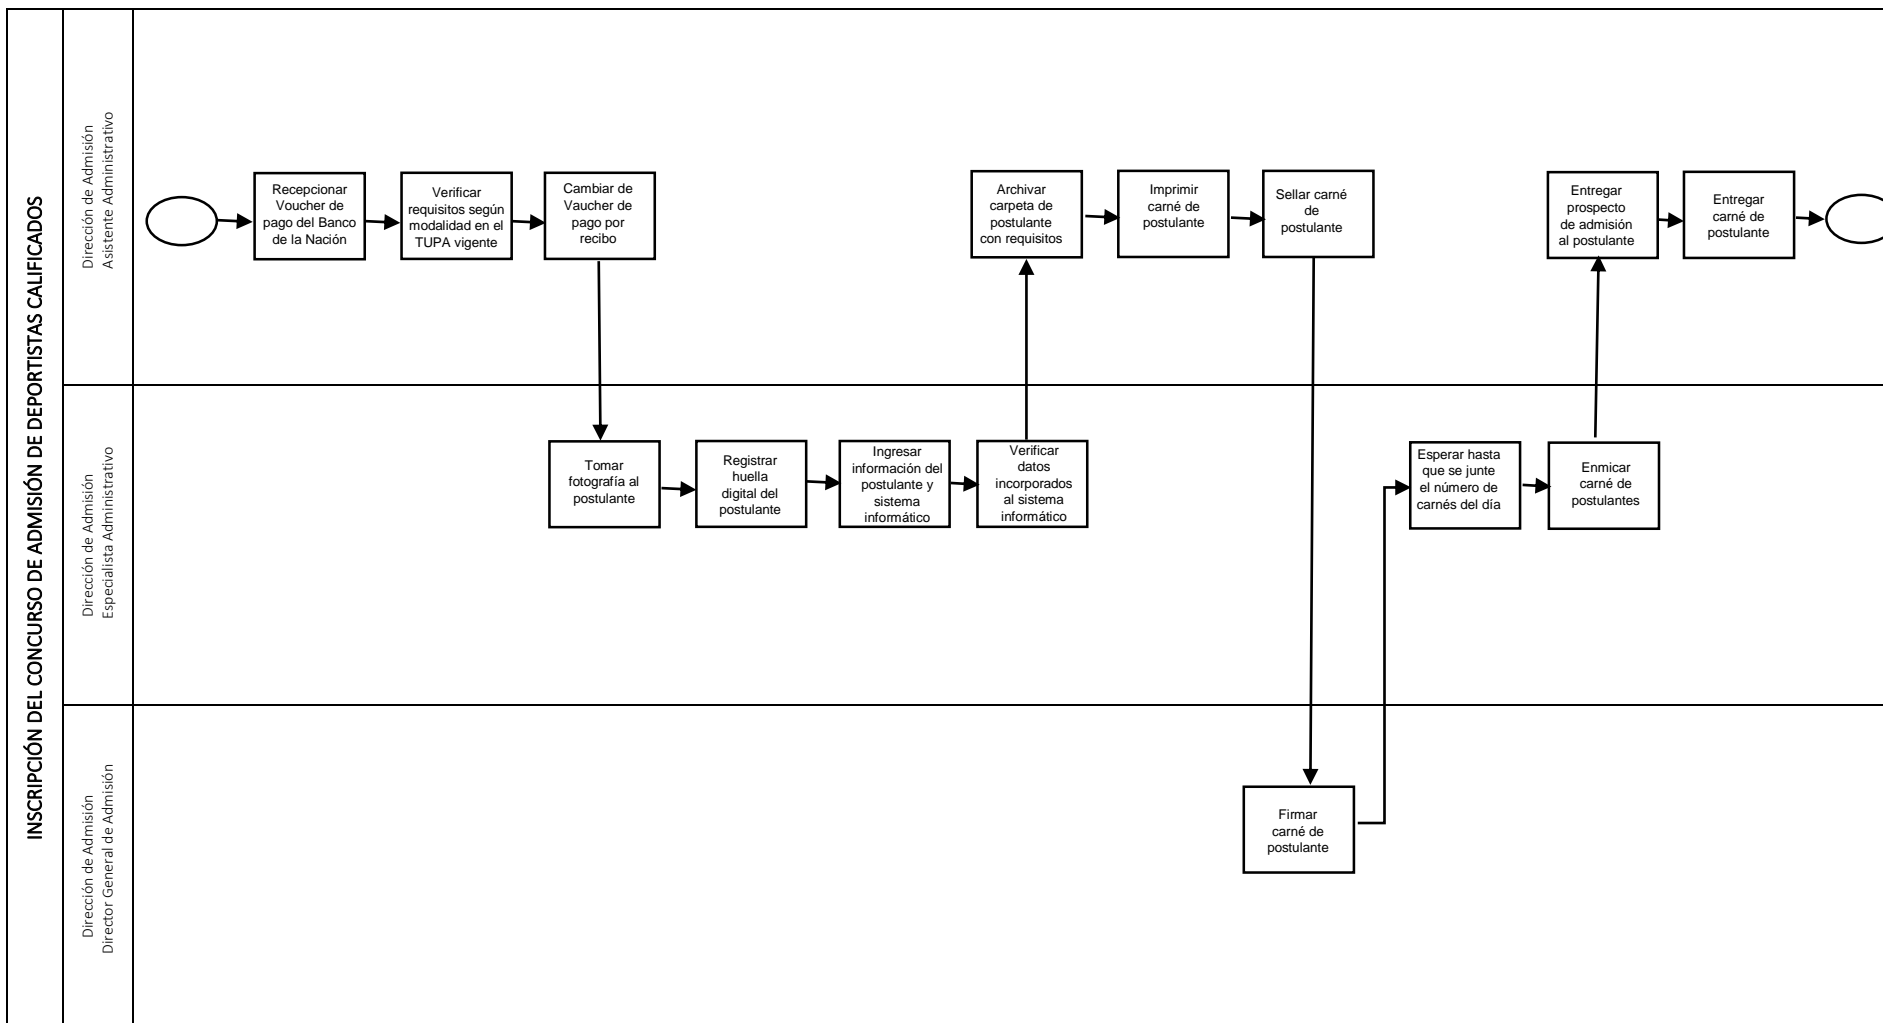 INSCRIPCIÓN DEL CONCURSO DE ADMISIÓN DE DEPORTISTAS CALIFICADOS
Dirección de Admisión
Asistente Administrativo
Recepcionar
Voucher de
pago del Banco
de la Nación
Verificar
requisitos según
modalidad en el
TUPA vigente
Cambiar de
Vaucher de
pago por
recibo
Archivar
carpeta de
postulante
con requisitos
Imprimir
carné de
postulante
Sellar carné
de
postulante
Entregar
prospecto
de admisión
al postulante
Entregar
carné de
postulante
Dirección de Admisión
Especialista Administrativo
Tomar
fotografía al
postulante
Registrar
huella
digital del
postulante
Ingresar
información del
postulante y
sistema
informático
Verificar
datos
incorporados
al sistema
informático
Esperar hasta
que se junte
el número de
carnés del día
Enmicar
carné de
postulantes
Dirección de Admisión
Director General de Admisión
Firmar
carné de
postulante